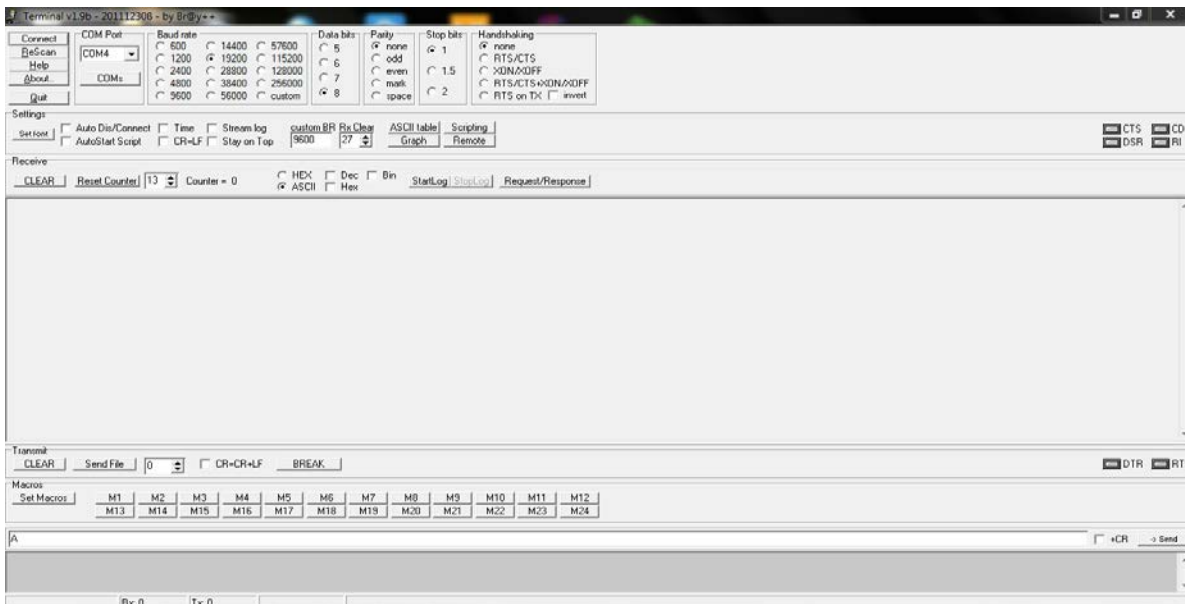 Terminal v1.9b - 201112306 - by Br@y++
Connect
ReScan
Help
About..
Quit
COM Port
COM4
COMs
Baud rate
600 14400 57600
1200 19200 115200
2400 28800 128000
4800 38400 256000
9600 56000 custom
Data bits
5
6
7
8
Parity
none
odd
even
mark
space
Stop bits
1
1.5
2
Handshaking
none
RTS/CTS
XON/XOFF
RTS/CTS+XON/XOFF
RTS on TX invert
Settings
Set font
Auto Dis/Connect Time Stream log
AutoStart Script CR=LF Stay on Top
custom BR Rx Clear
9600 27
ASCII table Scripting
Graph Remote
CTS CD
DSR RI
Receive
CLEAR Reset Counter 13 Counter = 0
HEX Dec Bin
ASCII Hex
StartLog StopLog Request/Response
Transmit
CLEAR Send File 0 CR=CR+LF BREAK
DTR RT
Macros
Set Macros
M1 M2 M3 M4 M5 M6 M7 M8 M9 M10 M11 M12
M13 M14 M15 M16 M17 M18 M19 M20 M21 M22 M23 M24
A
+CR -> Send
Rx: 0 Tx: 0